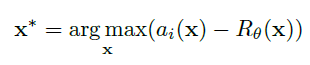 x* = arg max(a_i(x) − R_θ(x))
x